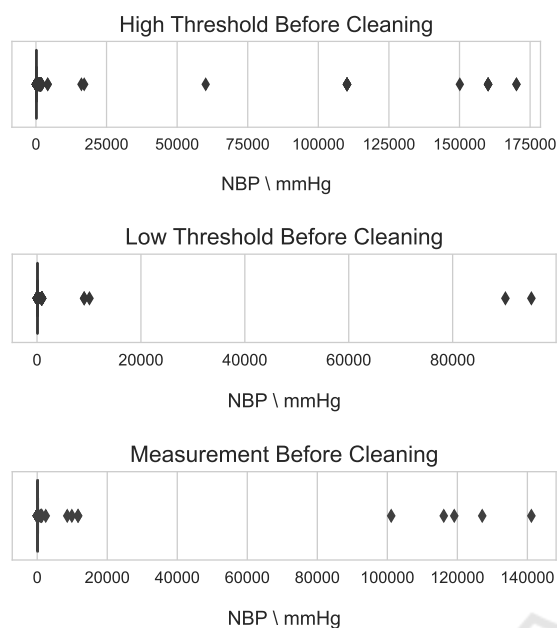 High Threshold Before Cleaning
0 25000 50000 75000 100000 125000 150000 175000
NBP \ mmHg
Low Threshold Before Cleaning
0 20000 40000 60000 80000
NBP \ mmHg
Measurement Before Cleaning
0 20000 40000 60000 80000 100000 120000 140000
NBP \ mmHg